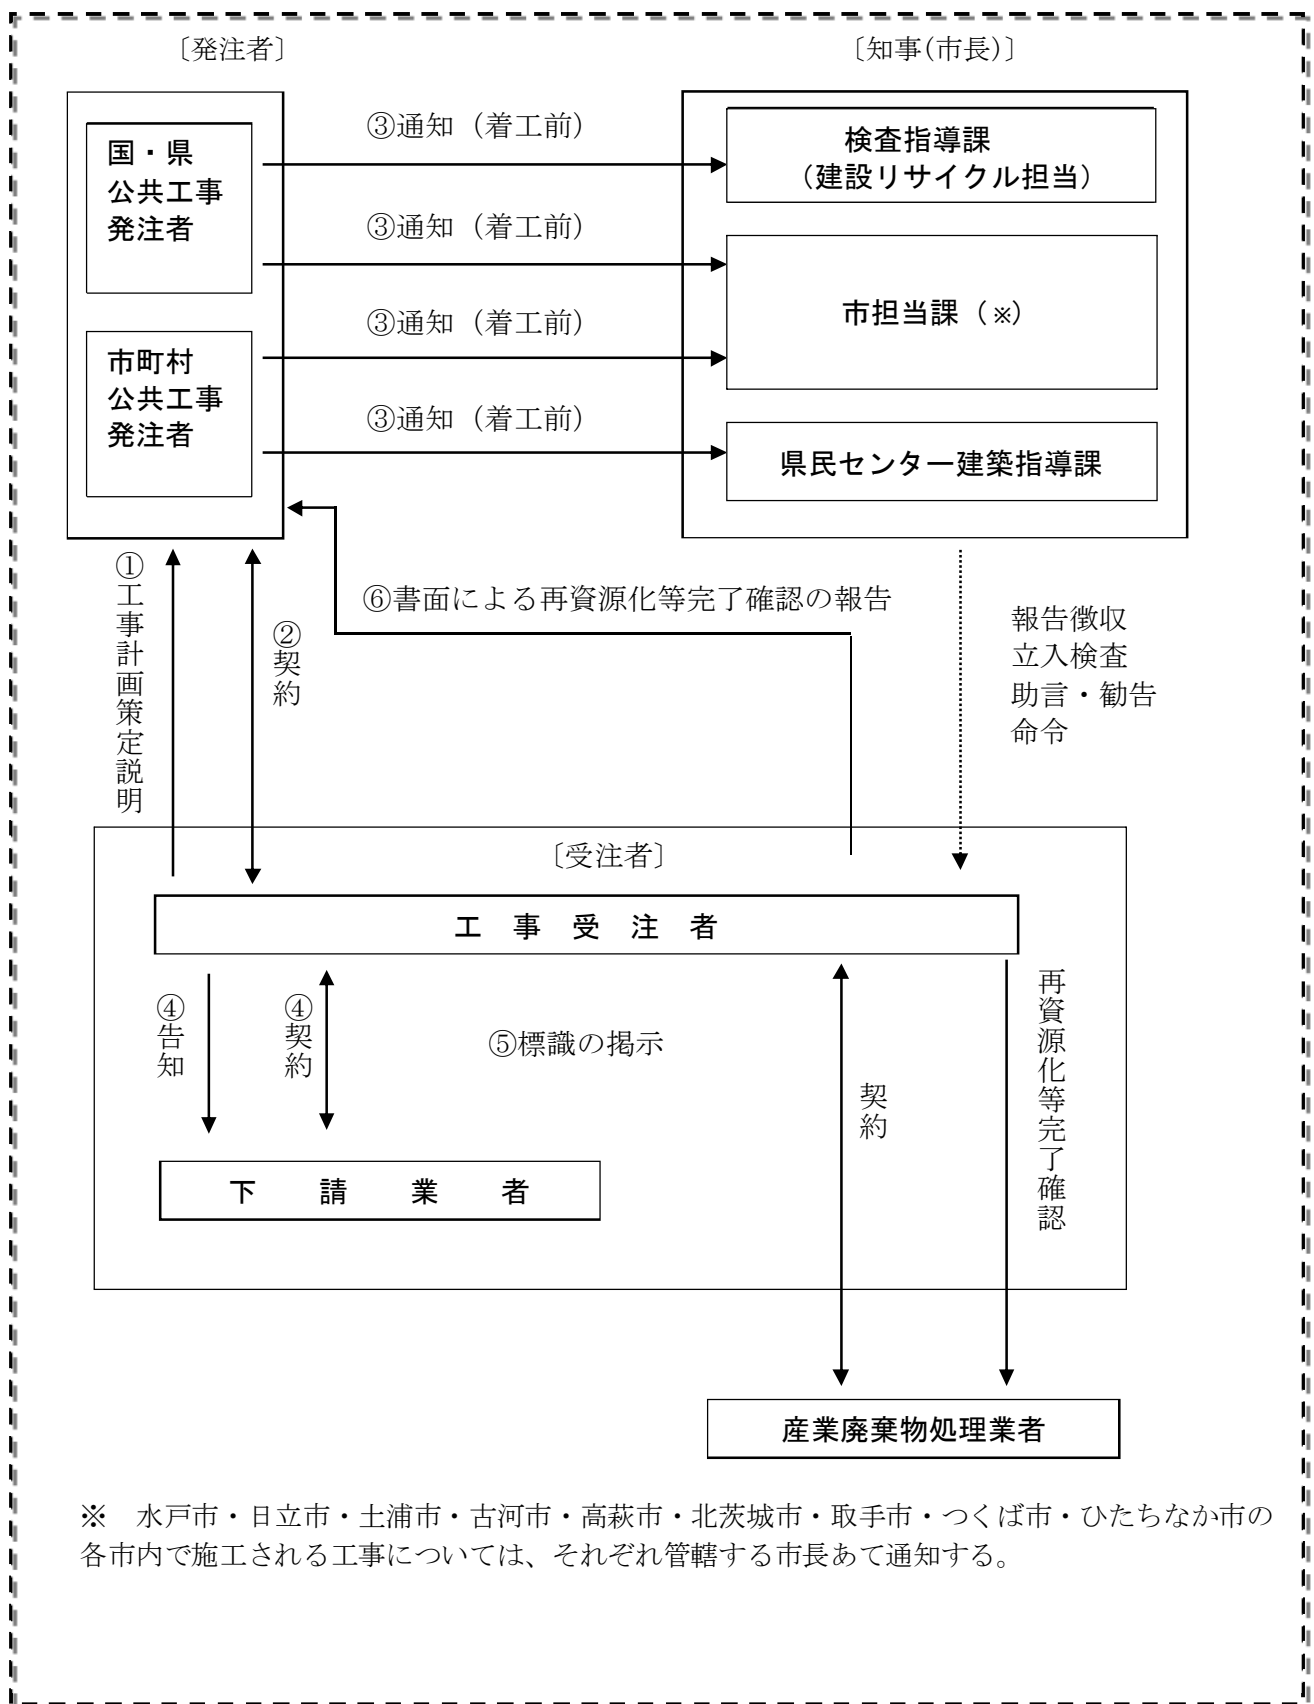 〔発注者〕
〔知事(市長)〕
国・県
公共工事
発注者
市町村
公共工事
発注者
③通知（着工前）
③通知（着工前）
③通知（着工前）
③通知（着工前）
検査指導課
（建設リサイクル担当）
市担当課（※）
県民センター建築指導課
①工事計画策定説明
②契約
⑥書面による再資源化等完了確認の報告
報告徴収
立入検査
助言・勧告
命令
〔受注者〕
工事受注者
④告知
④契約
⑤標識の掲示
契約
再資源化等完了確認
下請業者
産業廃棄物処理業者
※　水戸市・日立市・土浦市・古河市・高萩市・北茨城市・取手市・つくば市・ひたちなか市の
各市内で施工される工事については、それぞれ管轄する市長あて通知する。